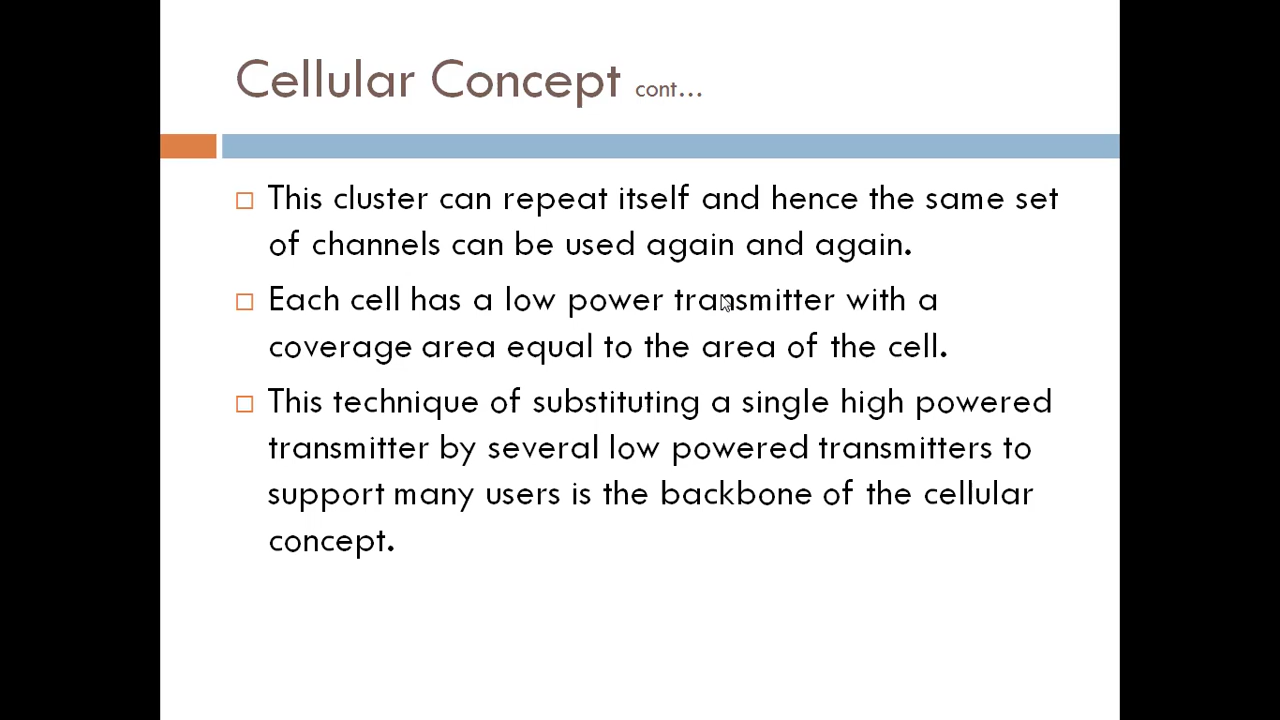 Cellular Concept cont...
This cluster can repeat itself and hence the same set
of channels can be used again and again.
Each cell has a low power transmitter with a
coverage area equal to the area of the cell.
This technique of substituting a single high powered
transmitter by several low powered transmitters to
support many users is the backbone of the cellular
concept.